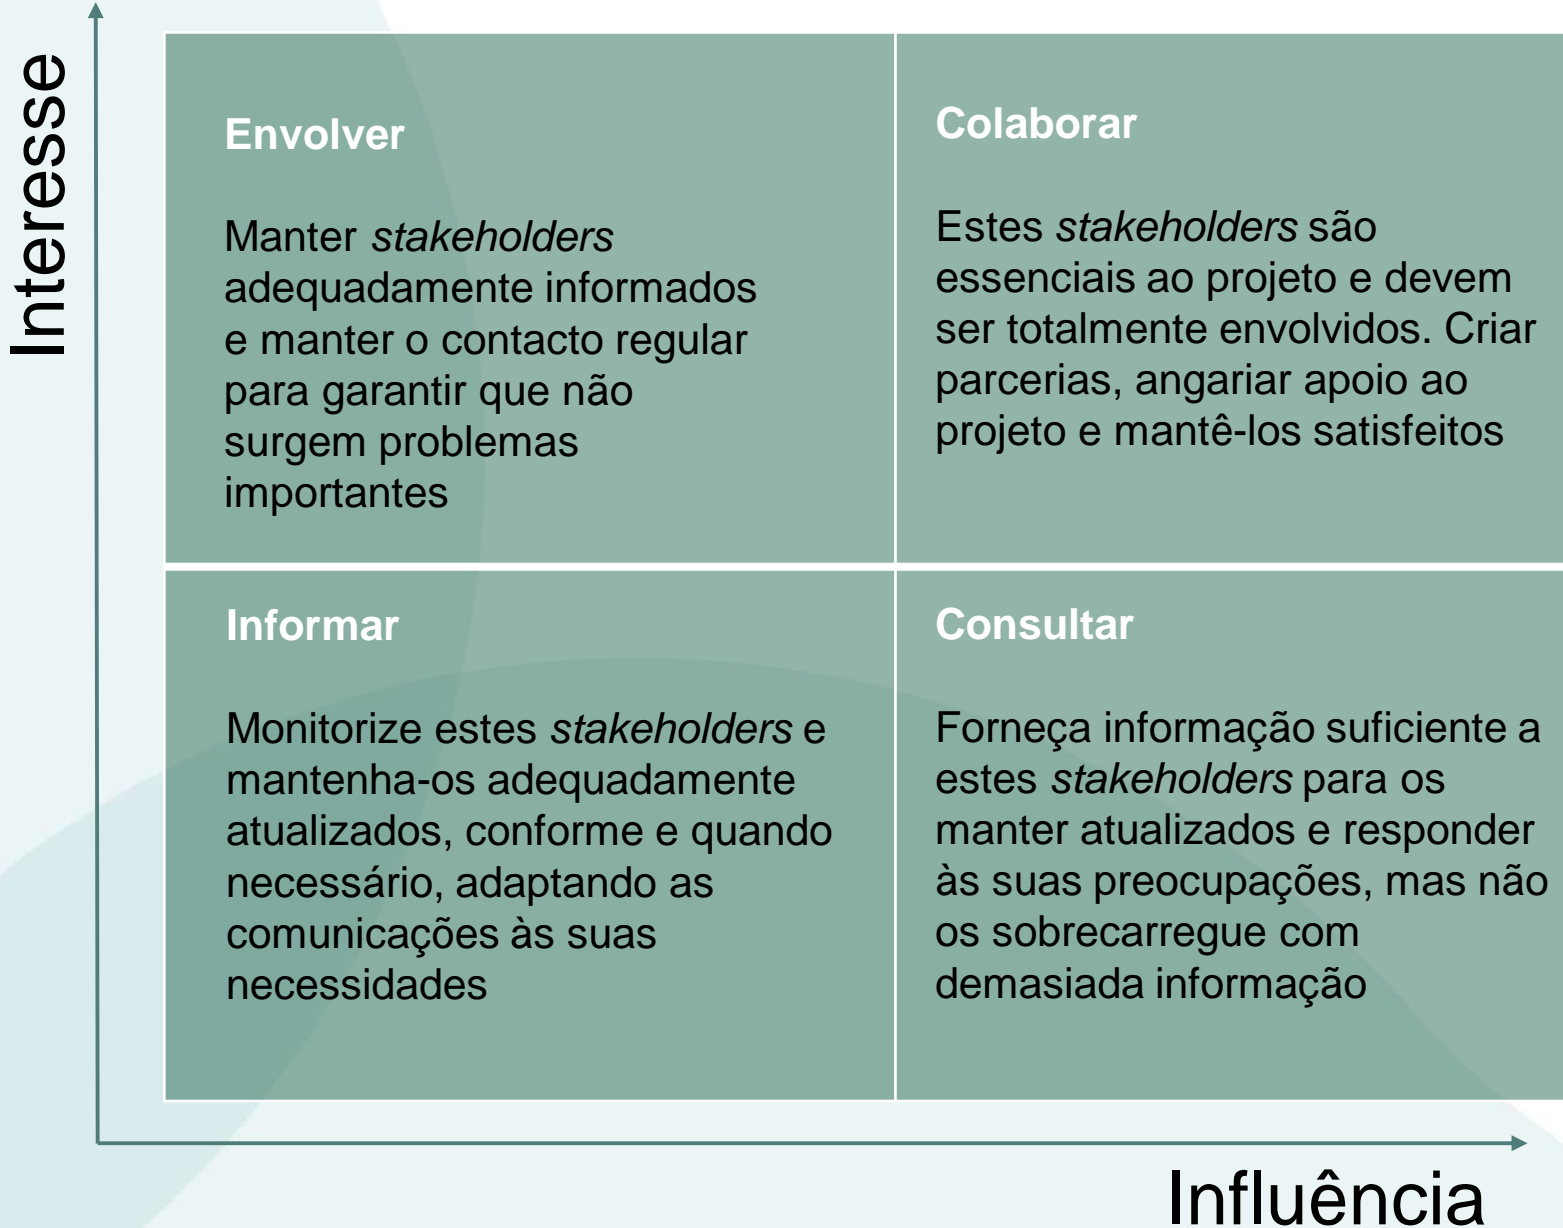 Interesse
Envolver
Manter stakeholders
adequadamente informados
e manter o contacto regular
para garantir que não
surgem problemas
importantes
Colaborar
Estes stakeholders são
essenciais ao projeto e devem
ser totalmente envolvidos. Criar
parcerias, angariar apoio ao
projeto e mantê-los satisfeitos
Informar
Monitorize estes stakeholders e
mantenha-os adequadamente
atualizados, conforme e quando
necessário, adaptando as
comunicações às suas
necessidades
Consultar
Forneça informação suficiente a
estes stakeholders para os
manter atualizados e responder
às suas preocupações, mas não
os sobrecarregue com
demasiada informação
Influência